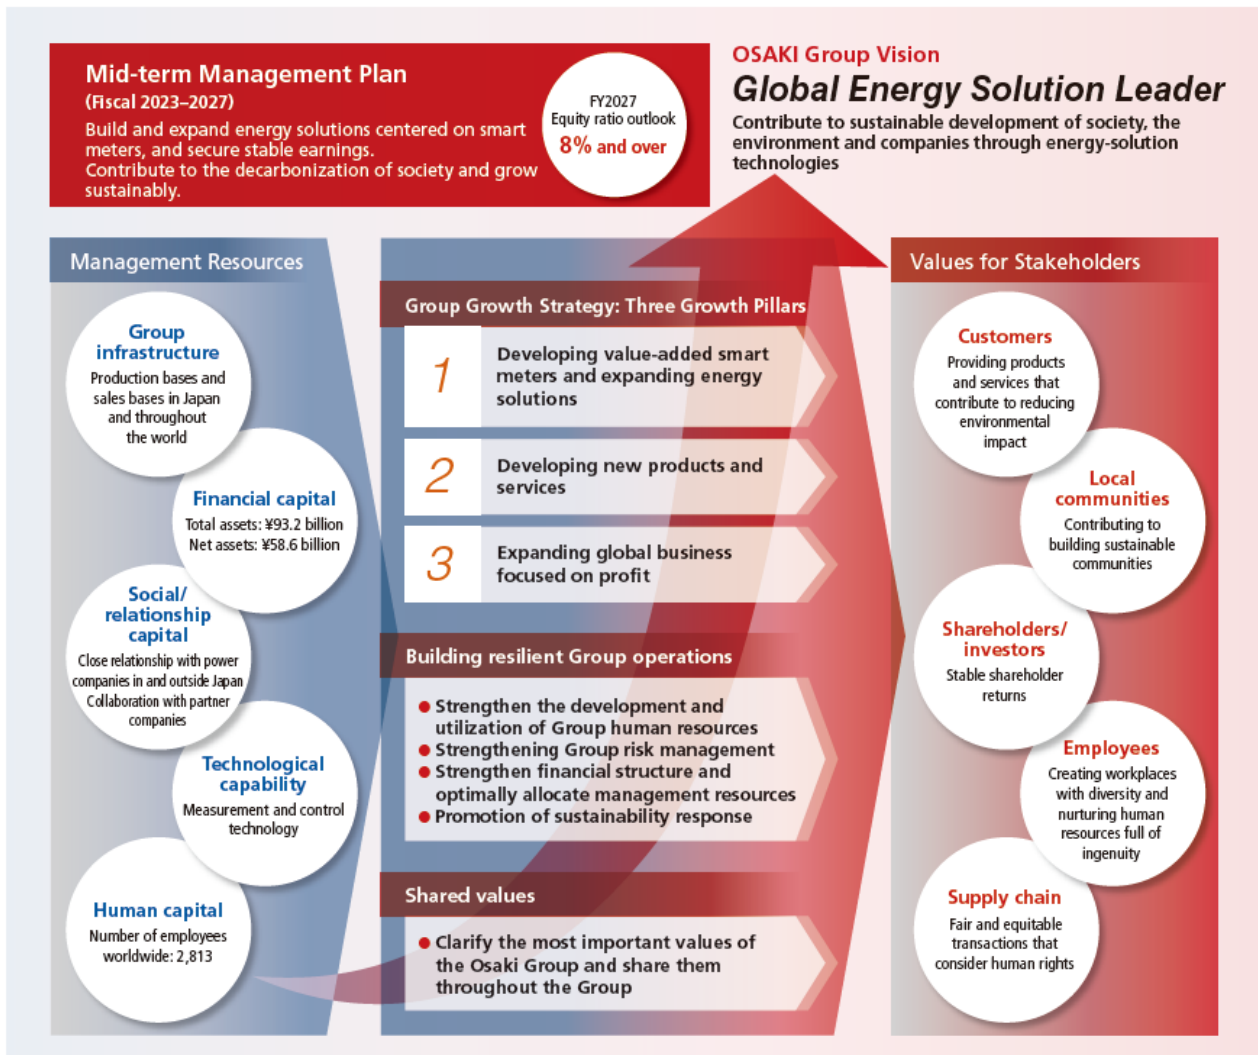 Mid-term Management Plan
(Fiscal 2023–2027)
Build and expand energy solutions centered on smart
meters, and secure stable earnings.
Contribute to the decarbonization of society and grow
sustainably.
FY2027
Equity ratio outlook
8% and over
OSAKI Group Vision
Global Energy Solution Leader
Contribute to sustainable development of society, the
environment and companies through energy-solution
technologies
Management Resources
Group
infrastructure
Production bases and
sales bases in Japan
and throughout
the world
Financial capital
Total assets: ¥93.2 billion
Net assets: ¥58.6 billion
Social/
relationship
capital
Close relationship with power
companies in and outside Japan
Collaboration with partner
companies
Technological
capability
Measurement and control
technology
Human capital
Number of employees
worldwide: 2,813
Group Growth Strategy: Three Growth Pillars
1
Developing value-added smart
meters and expanding energy
solutions
2
Developing new products and
services
3
Expanding global business
focused on profit
Building resilient Group operations
● Strengthen the development and
utilization of Group human resources
● Strengthening Group risk management
● Strengthen financial structure and
optimally allocate management resources
● Promotion of sustainability response
Shared values
● Clarify the most important values of
the Osaki Group and share them
throughout the Group
Values for Stakeholders
Customers
Providing products
and services that
contribute to reducing
environmental
impact
Local
communities
Contributing to
building sustainable
communities
Shareholders/
investors
Stable shareholder
returns
Employees
Creating workplaces
with diversity and
nurturing human
resources full of
ingenuity
Supply chain
Fair and equitable
transactions that
consider human rights